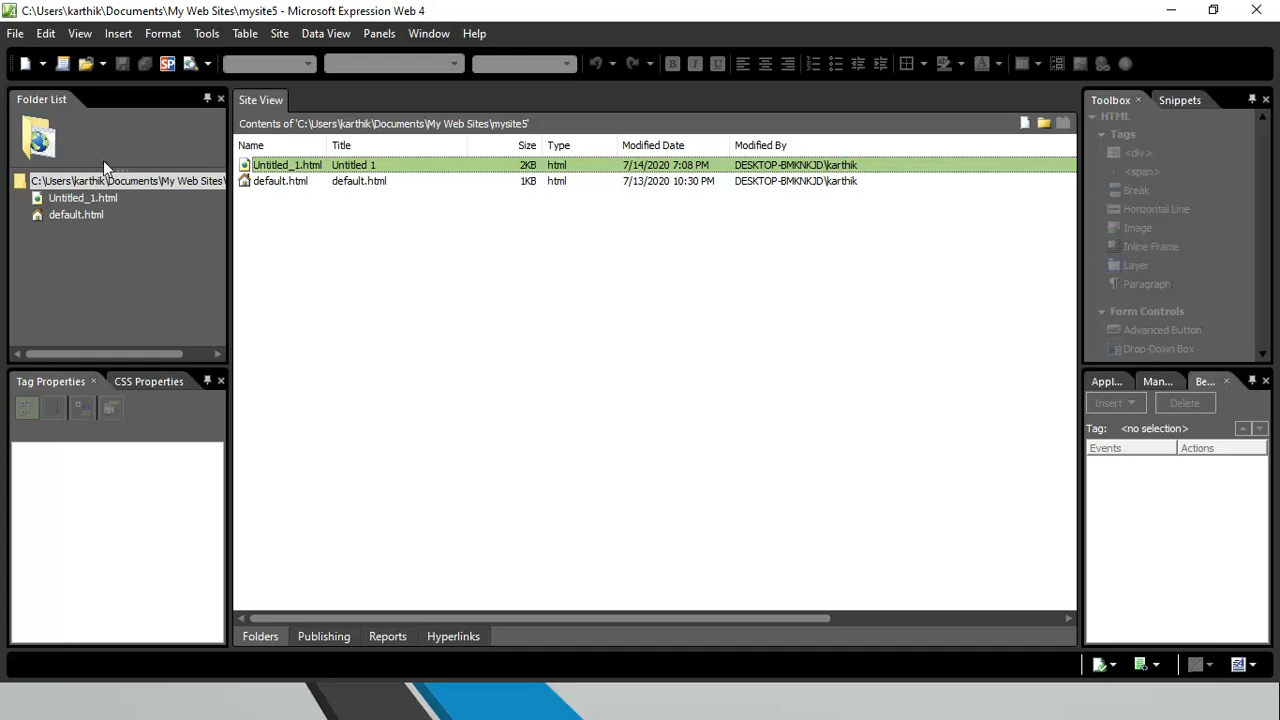 C:\Users\karthik\Documents\My Web Sites\mysite5 - Microsoft Expression Web 4
File Edit View Insert Format Tools Table Site Data View Panels Window Help
SP
Folder List
C:\Users\karthik\Documents\My Web Sites\
Untitled_1.html
default.html
Site View
Contents of 'C:\Users\karthik\Documents\My Web Sites\mysite5'
Name Title Size Type Modified Date Modified By
Untitled_1.html Untitled 1 2KB html 7/14/2020 7:08 PM DESKTOP-BMKNKJD\karthik
default.html default.html 1KB html 7/13/2020 10:30 PM DESKTOP-BMKNKJD\karthik
Folders Publishing Reports Hyperlinks
Tag Properties CSS Properties
Toolbox Snippets
HTML
Tags
<div>
<span>
Break
Horizontal Line
Image
Inline Frame
Layer
Paragraph
Form Controls
Advanced Button
Drop-Down Box
Appl... Man... Be...
Insert Delete
Tag: <no selection>
Events Actions